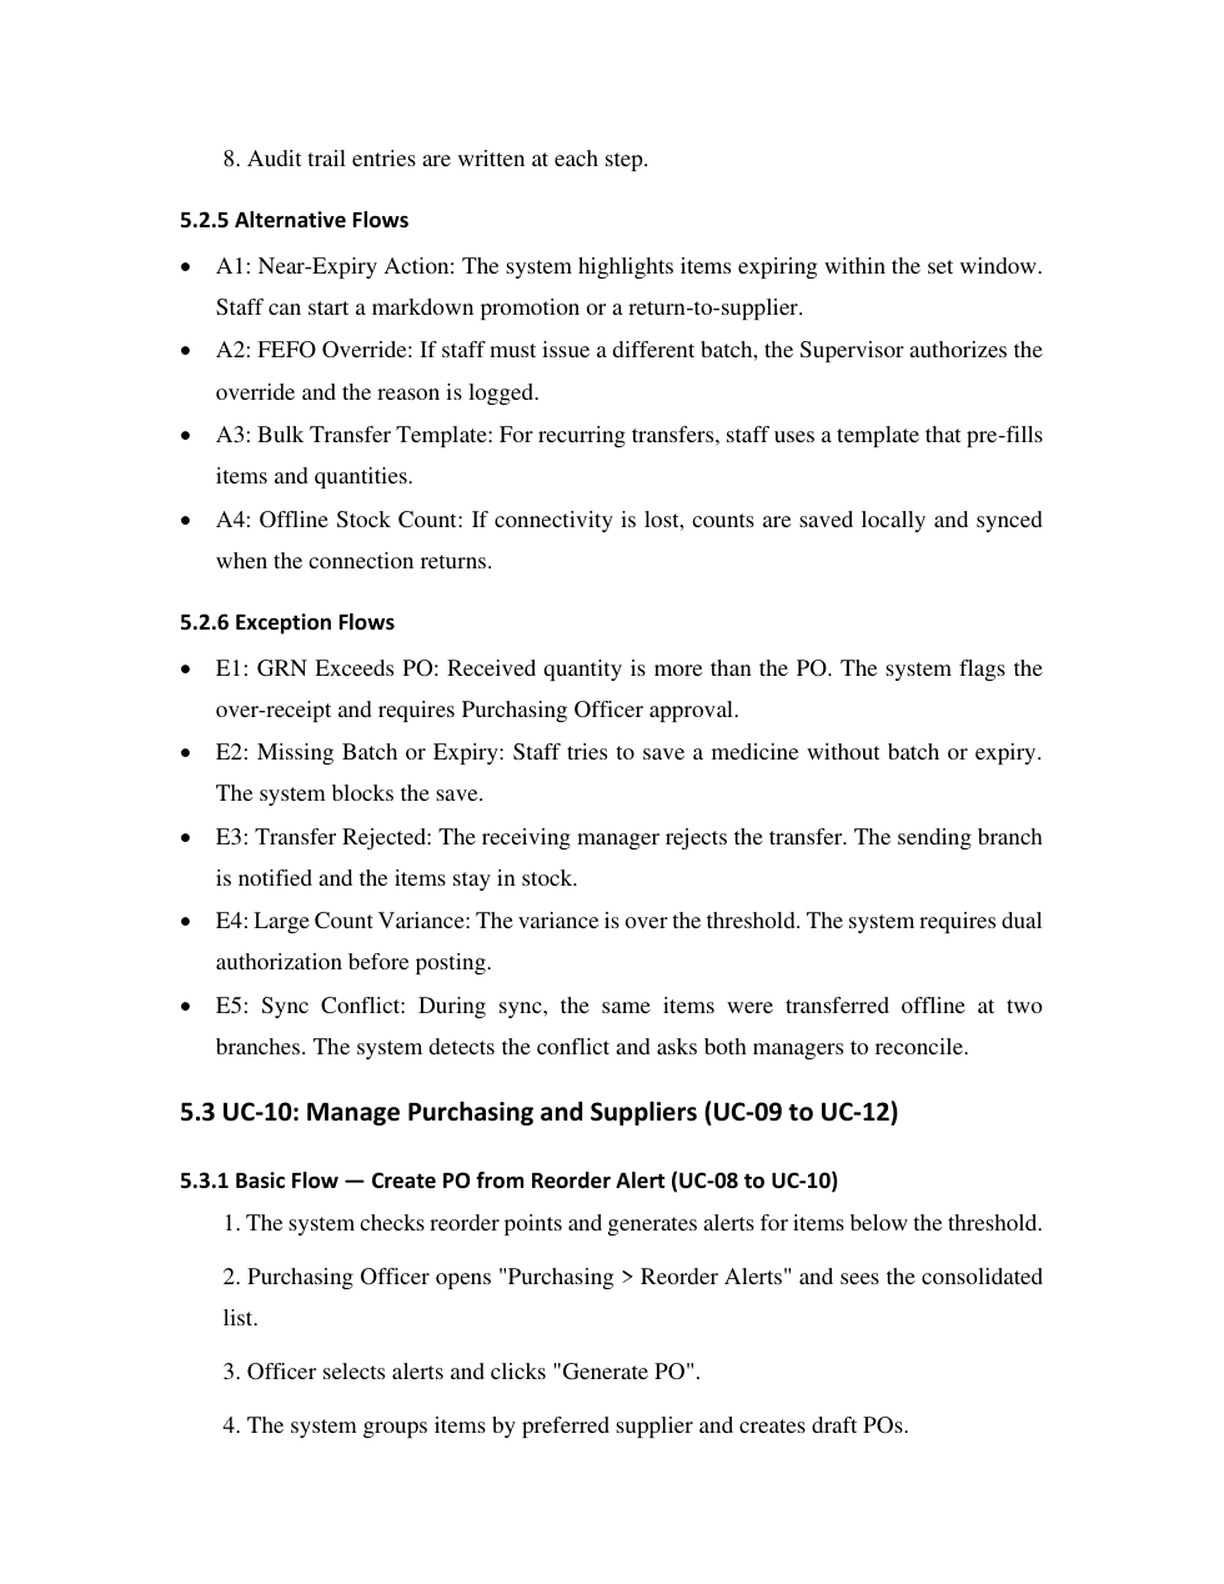 8. Audit trail entries are written at each step.
5.2.5 Alternative Flows
• A1: Near-Expiry Action: The system highlights items expiring within the set window.
Staff can start a markdown promotion or a return-to-supplier.
• A2: FEFO Override: If staff must issue a different batch, the Supervisor authorizes the
override and the reason is logged.
• A3: Bulk Transfer Template: For recurring transfers, staff uses a template that pre-fills
items and quantities.
• A4: Offline Stock Count: If connectivity is lost, counts are saved locally and synced
when the connection returns.
5.2.6 Exception Flows
• E1: GRN Exceeds PO: Received quantity is more than the PO. The system flags the
over-receipt and requires Purchasing Officer approval.
• E2: Missing Batch or Expiry: Staff tries to save a medicine without batch or expiry.
The system blocks the save.
• E3: Transfer Rejected: The receiving manager rejects the transfer. The sending branch
is notified and the items stay in stock.
• E4: Large Count Variance: The variance is over the threshold. The system requires dual
authorization before posting.
• E5: Sync Conflict: During sync, the same items were transferred offline at two
branches. The system detects the conflict and asks both managers to reconcile.
5.3 UC-10: Manage Purchasing and Suppliers (UC-09 to UC-12)
5.3.1 Basic Flow — Create PO from Reorder Alert (UC-08 to UC-10)
1. The system checks reorder points and generates alerts for items below the threshold.
2. Purchasing Officer opens "Purchasing > Reorder Alerts" and sees the consolidated
list.
3. Officer selects alerts and clicks "Generate PO".
4. The system groups items by preferred supplier and creates draft POs.